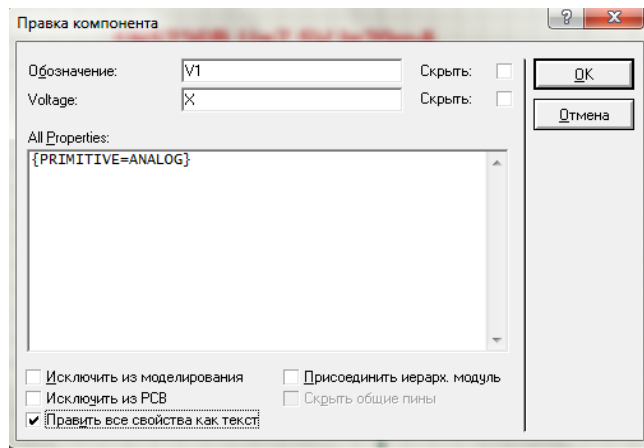 Правка компонента
Обозначение: V1 Скрыть:
Voltage: X Скрыть:
OK
Отмена
All Properties:
{PRIMITIVE=ANALOG}
Исключить из моделирования
Присоединить иерарх. модуль
Исключить из PCB
Скрыть общие пины
Править все свойства как текст